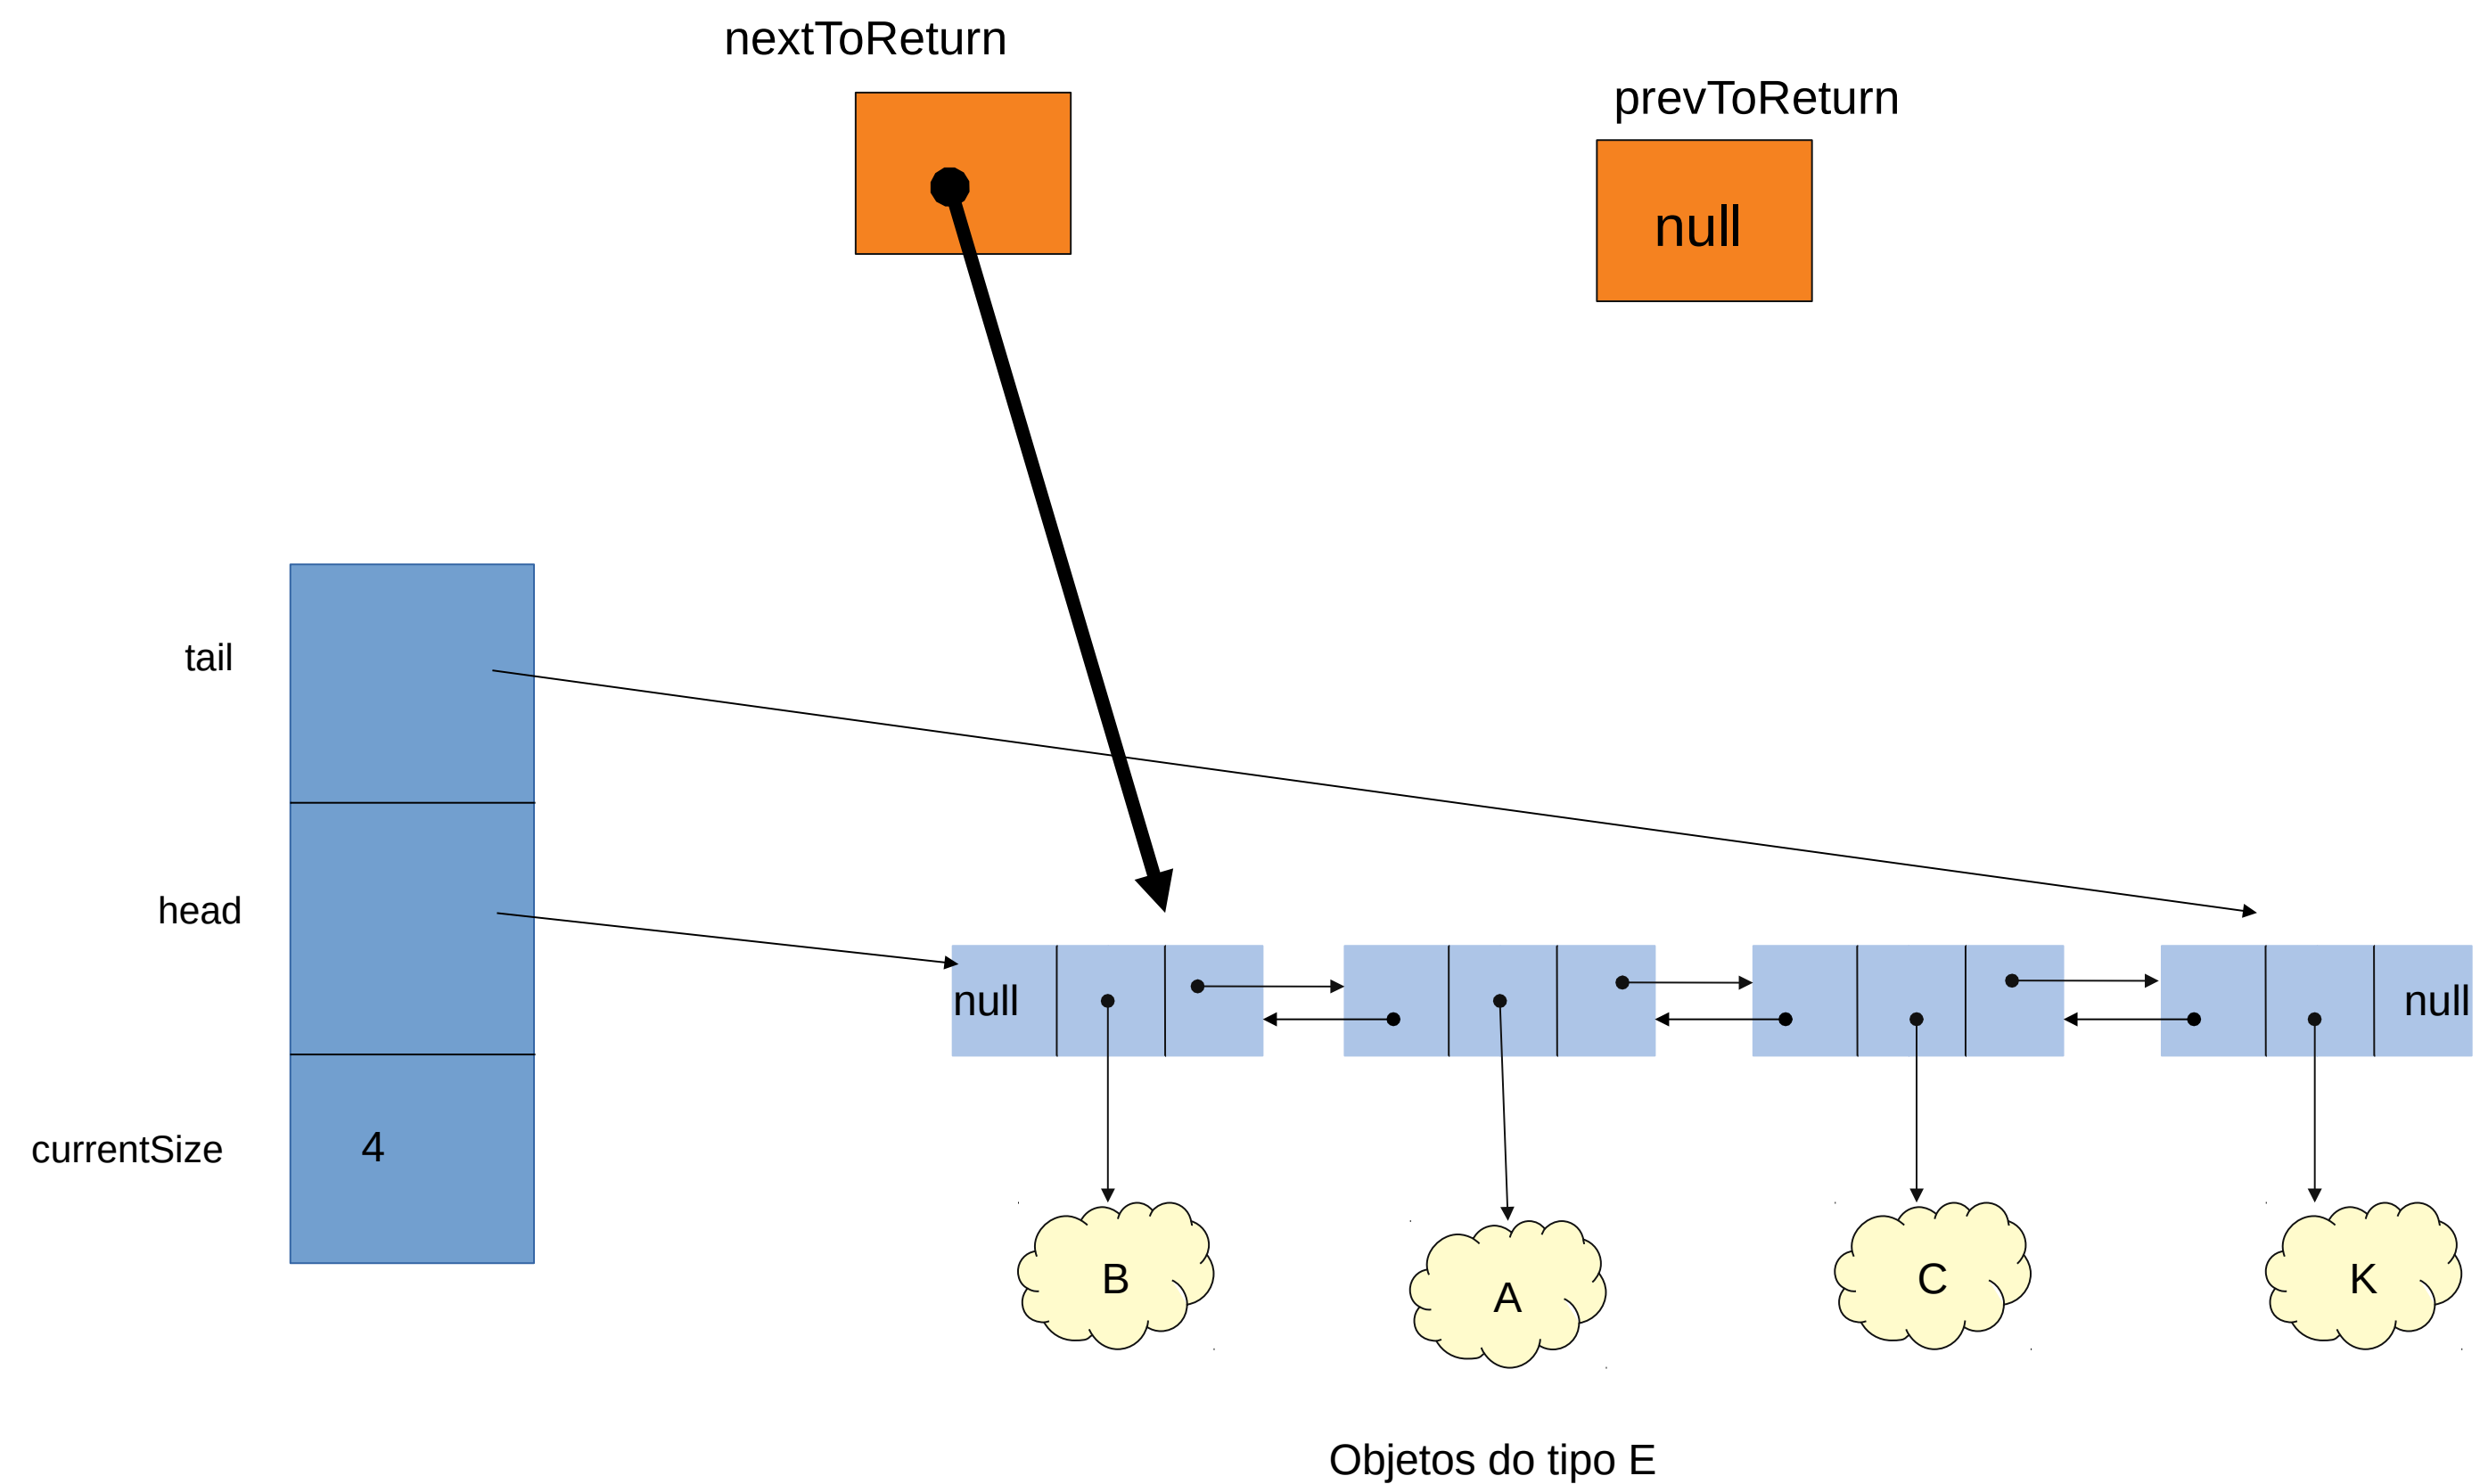 nextToReturn
prevToReturn
null
tail
head
null
null
currentSize
4
B
A
C
K
Objetos do tipo E